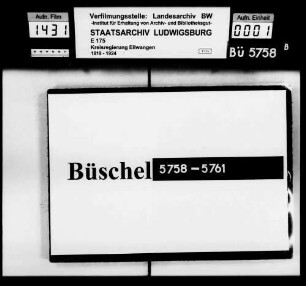 Aufn. Film
1431
Verfilmungsstelle: Landesarchiv BW
-Institut für Erhaltung von Archiv- und Bibliotheksgut-
STAATSARCHIV LUDWIGSBURG
E 175
Kreisregierung Ellwangen
1818 - 1924
Aufn. Einheit
0001
Bü 5758 B
Büschel 5758 – 5761